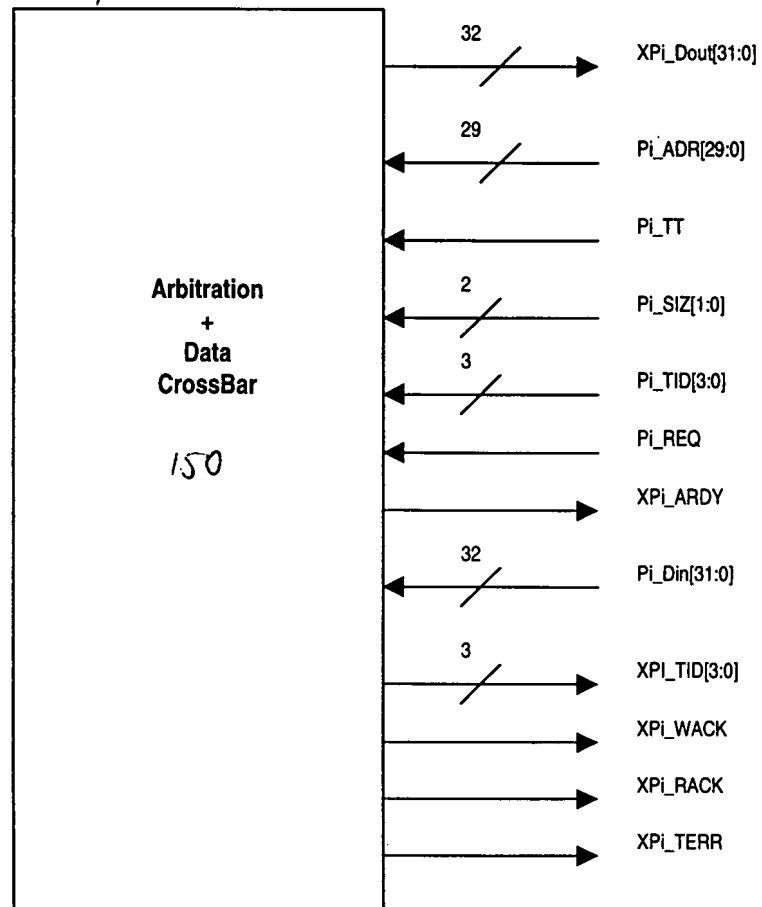 32
XPi_Dout[31:0]
29
Pi_ADR[29:0]
Pi_TT
2
Pi_SIZ[1:0]
3
Pi_TID[3:0}
Pi_REQ
XPi_ARDY
32
Pi_Din[31:0]
3
XPI_TID[3:0]
XPi_WACK
XPi_RACK
XPi_TERR
Arbitration
+
Data
CrossBar
150